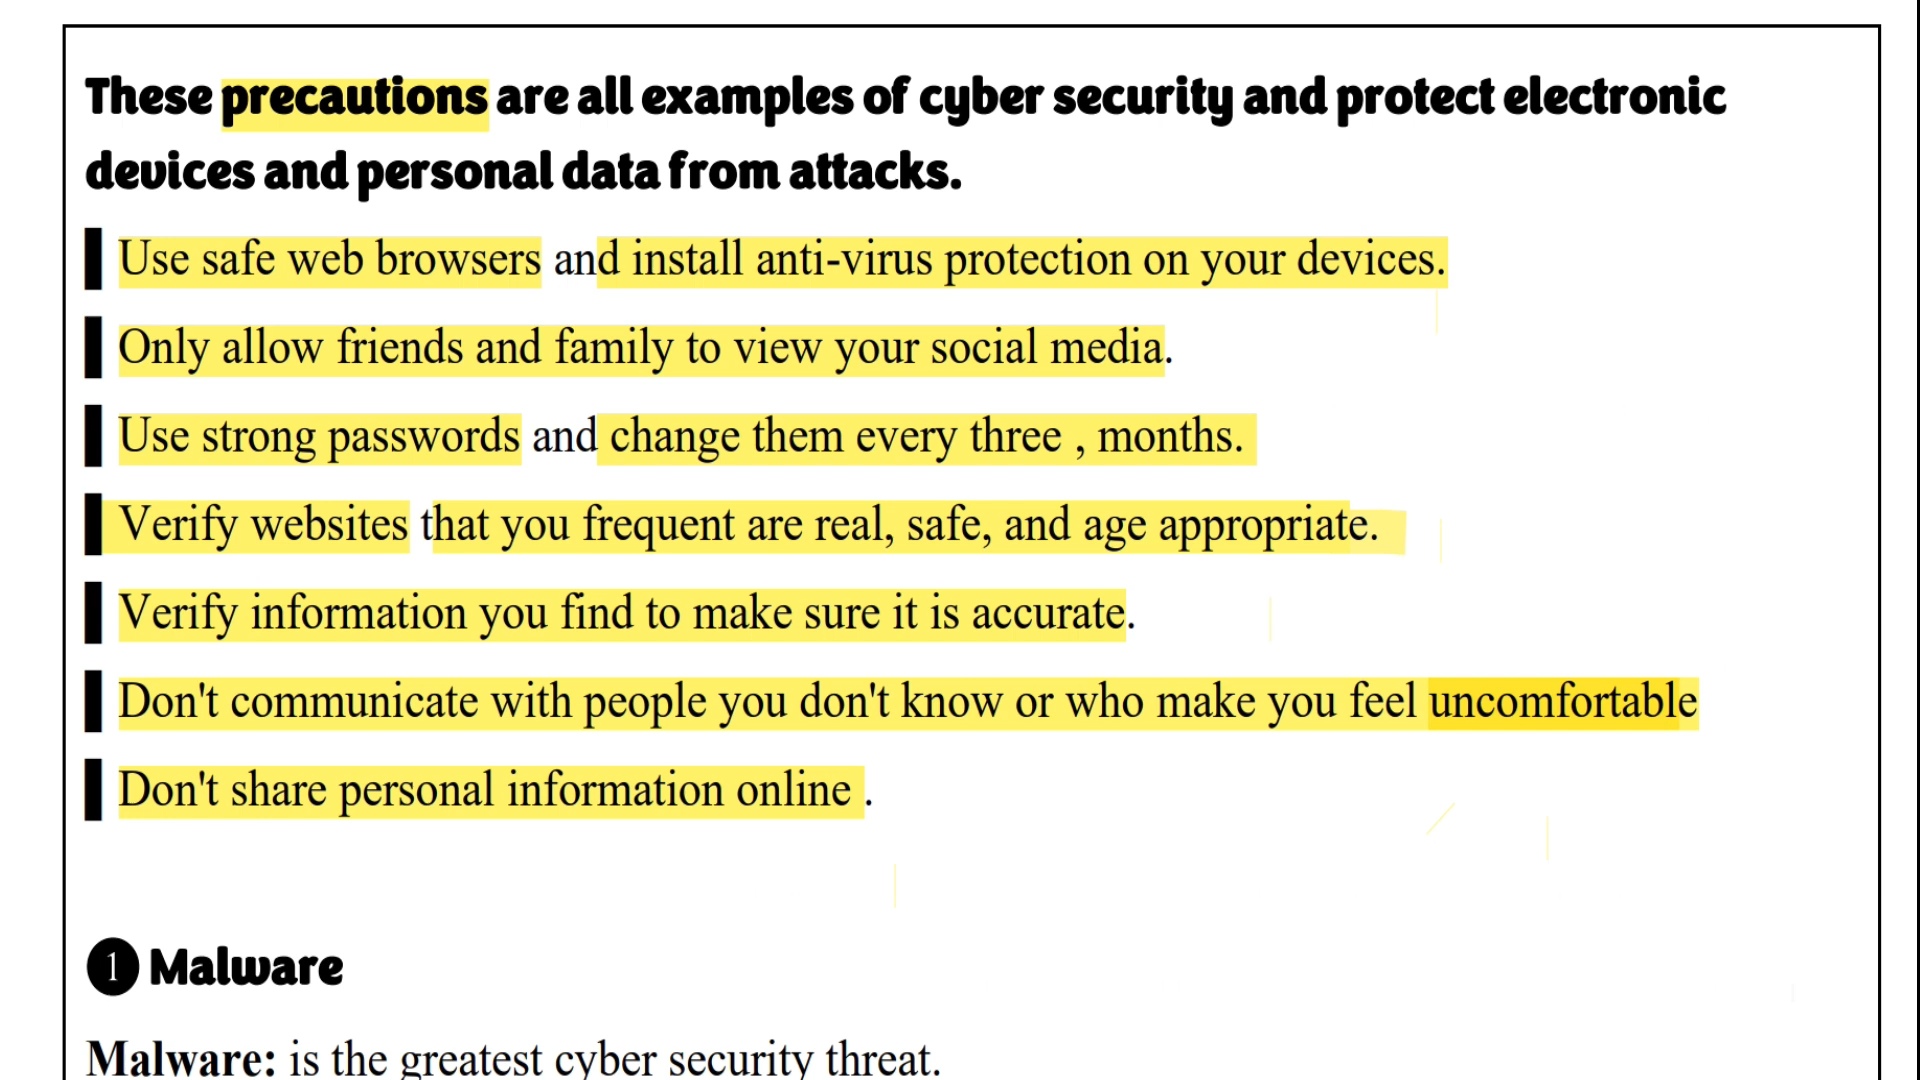 These precautions are all examples of cyber security and protect electronic
devices and personal data from attacks.
Use safe web browsers and install anti-virus protection on your devices.
Only allow friends and family to view your social media.
Use strong passwords and change them every three , months.
Verify websites that you frequent are real, safe, and age appropriate.
Verify information you find to make sure it is accurate.
Don't communicate with people you don't know or who make you feel uncomfortable
Don't share personal information online .
1 Malware
Malware: is the greatest cyber security threat.